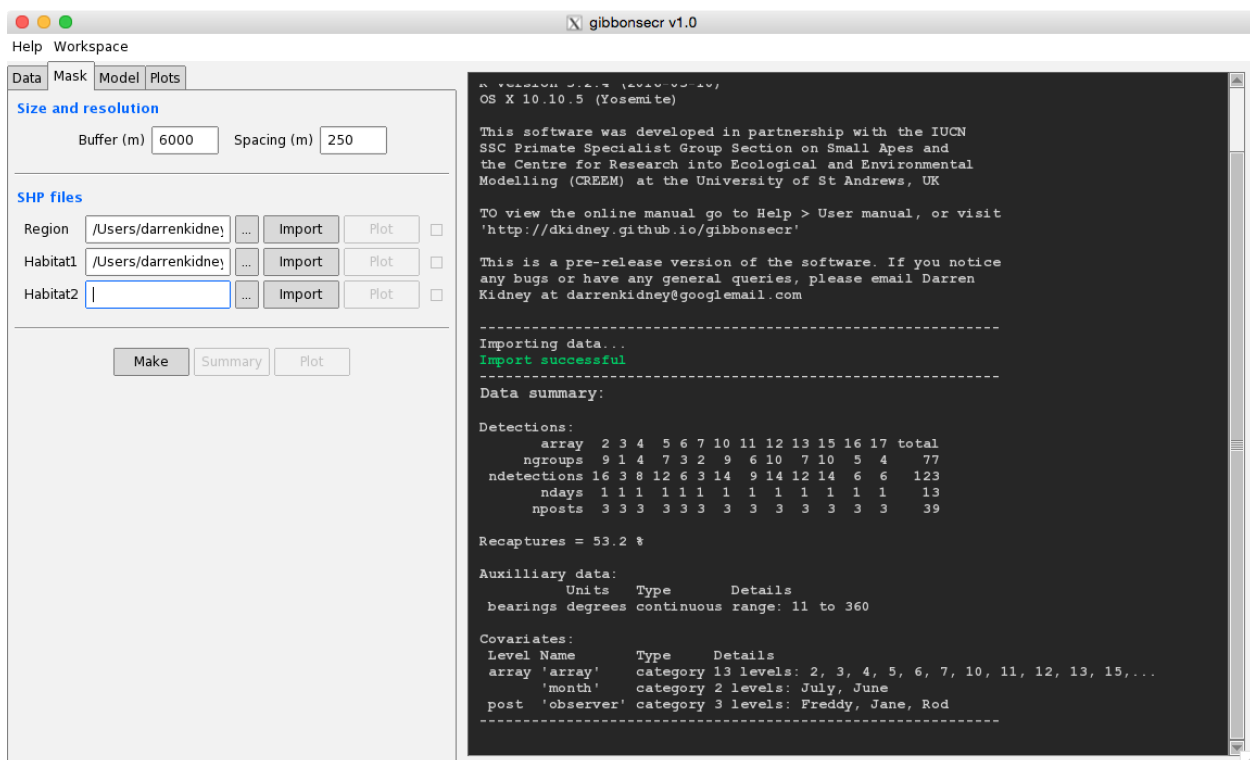 gibbonsecr v1.0
Help Workspace
Data Mask Model Plots
Size and resolution
Buffer (m) 6000 Spacing (m) 250
SHP files
Region /Users/darrenkidney ... Import Plot
Habitat1 /Users/darrenkidney ... Import Plot
Habitat2 ... Import Plot
Make Summary Plot
R version 3.2.4 (2016-03-10)
OS X 10.10.5 (Yosemite)
This software was developed in partnership with the IUCN
SSC Primate Specialist Group Section on Small Apes and
the Centre for Research into Ecological and Environmental
Modelling (CREEM) at the University of St Andrews, UK
TO view the online manual go to Help > User manual, or visit
'http://dkidney.github.io/gibbonsecr'
This is a pre-release version of the software. If you notice
any bugs or have any general queries, please email Darren
Kidney at darrenkidney@googlemail.com
------------------------------------------------------------
Importing data...
Import successful
------------------------------------------------------------
Data summary:
Detections:
array 2 3 4 5 6 7 10 11 12 13 15 16 17 total
ngroups 9 1 4 7 3 2 9 6 10 7 10 5 4 77
ndetections 16 3 8 12 6 3 14 9 14 12 14 6 6 123
ndays 1 1 1 1 1 1 1 1 1 1 1 1 1 13
nposts 3 3 3 3 3 3 3 3 3 3 3 3 3 39
Recaptures = 53.2 %
Auxilliary data:
Units Type Details
bearings degrees continuous range: 11 to 360
Covariates:
Level Name Type Details
array 'array' category 13 levels: 2, 3, 4, 5, 6, 7, 10, 11, 12, 13, 15,...
'month' category 2 levels: July, June
post 'observer' category 3 levels: Freddy, Jane, Rod
------------------------------------------------------------